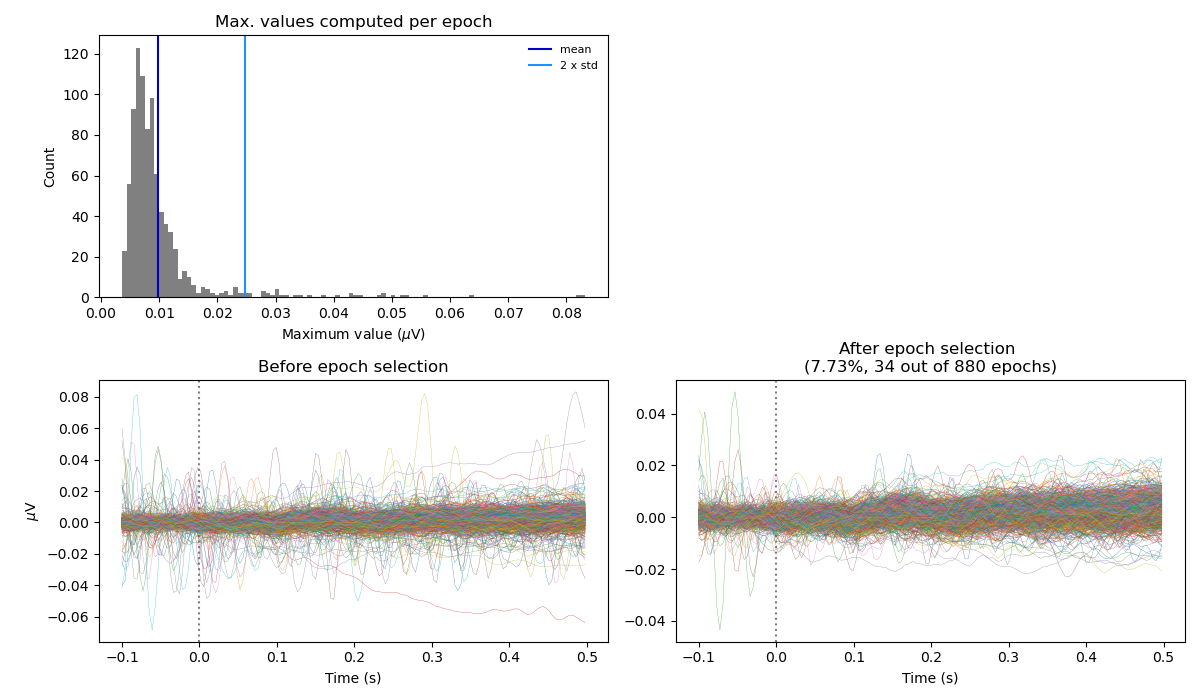 Max. values computed per epoch
120
100
80
60
40
20
0
Count
mean
2 x std
0.00 0.01 0.02 0.03 0.04 0.05 0.06 0.07 0.08
Maximum value (μV)
Before epoch selection
0.08
0.06
0.04
0.02
0.00
−0.02
−0.04
−0.06
μV
−0.1 0.0 0.1 0.2 0.3 0.4 0.5
Time (s)
After epoch selection
(7.73%, 34 out of 880 epochs)
0.04
0.02
0.00
−0.02
−0.04
−0.1 0.0 0.1 0.2 0.3 0.4 0.5
Time (s)